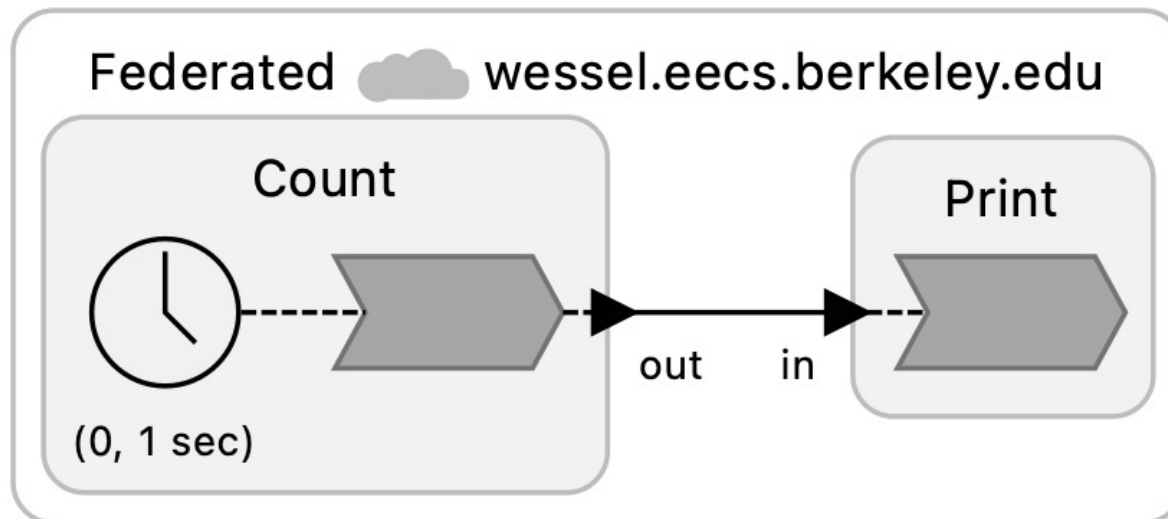 Federated wessel.eecs.berkeley.edu
Count
Print
out in
(0, 1 sec)